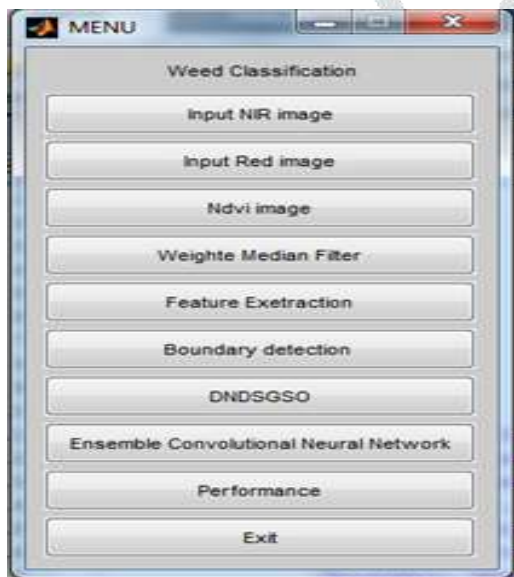 MENU
Weed Classification
Input NIR image
Input Red image
Ndvi image
Weighte Median Filter
Feature Exetraction
Boundary detection
DNDSGSO
Ensemble Convolutional Neural Network
Performance
Exit